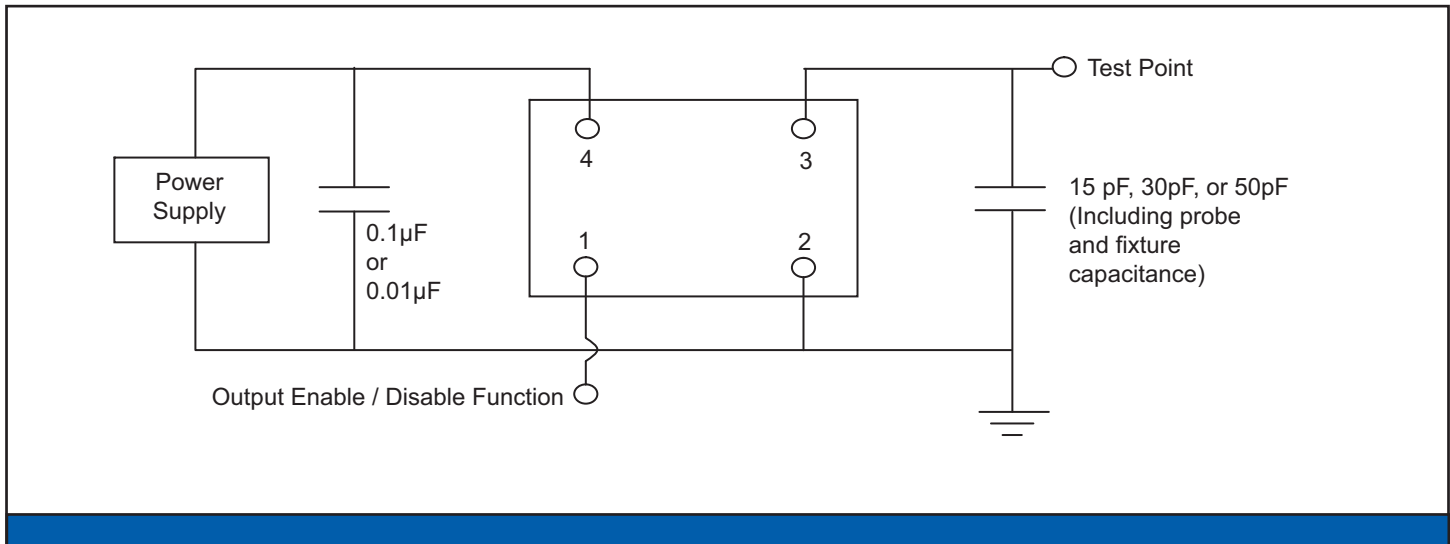 Test Point
4
3
Power
Supply
15 pF, 30pF, or 50pF
(Including probe
and fixture
capacitance)
0.1µF
or
0.01µF
1
2
Output Enable / Disable Function